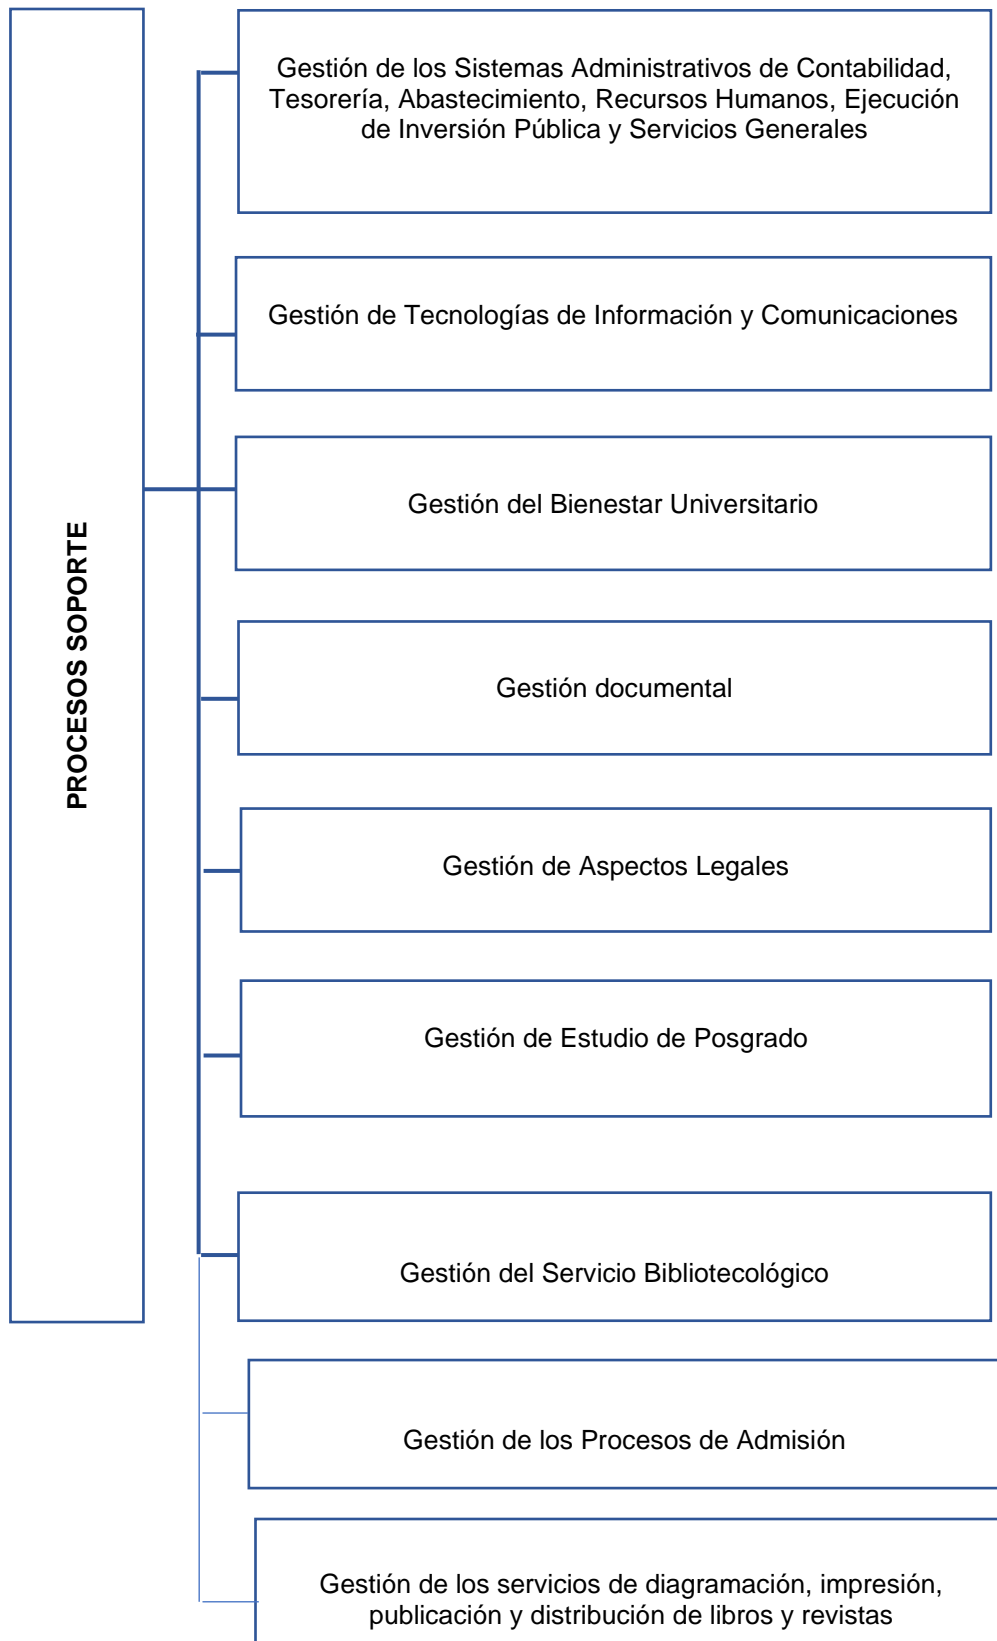 PROCESOS SOPORTE
Gestión de los Sistemas Administrativos de Contabilidad,
Tesorería, Abastecimiento, Recursos Humanos, Ejecución
de Inversión Pública y Servicios Generales
Gestión de Tecnologías de Información y Comunicaciones
Gestión del Bienestar Universitario
Gestión documental
Gestión de Aspectos Legales
Gestión de Estudio de Posgrado
Gestión del Servicio Bibliotecológico
Gestión de los Procesos de Admisión
Gestión de los servicios de diagramación, impresión,
publicación y distribución de libros y revistas